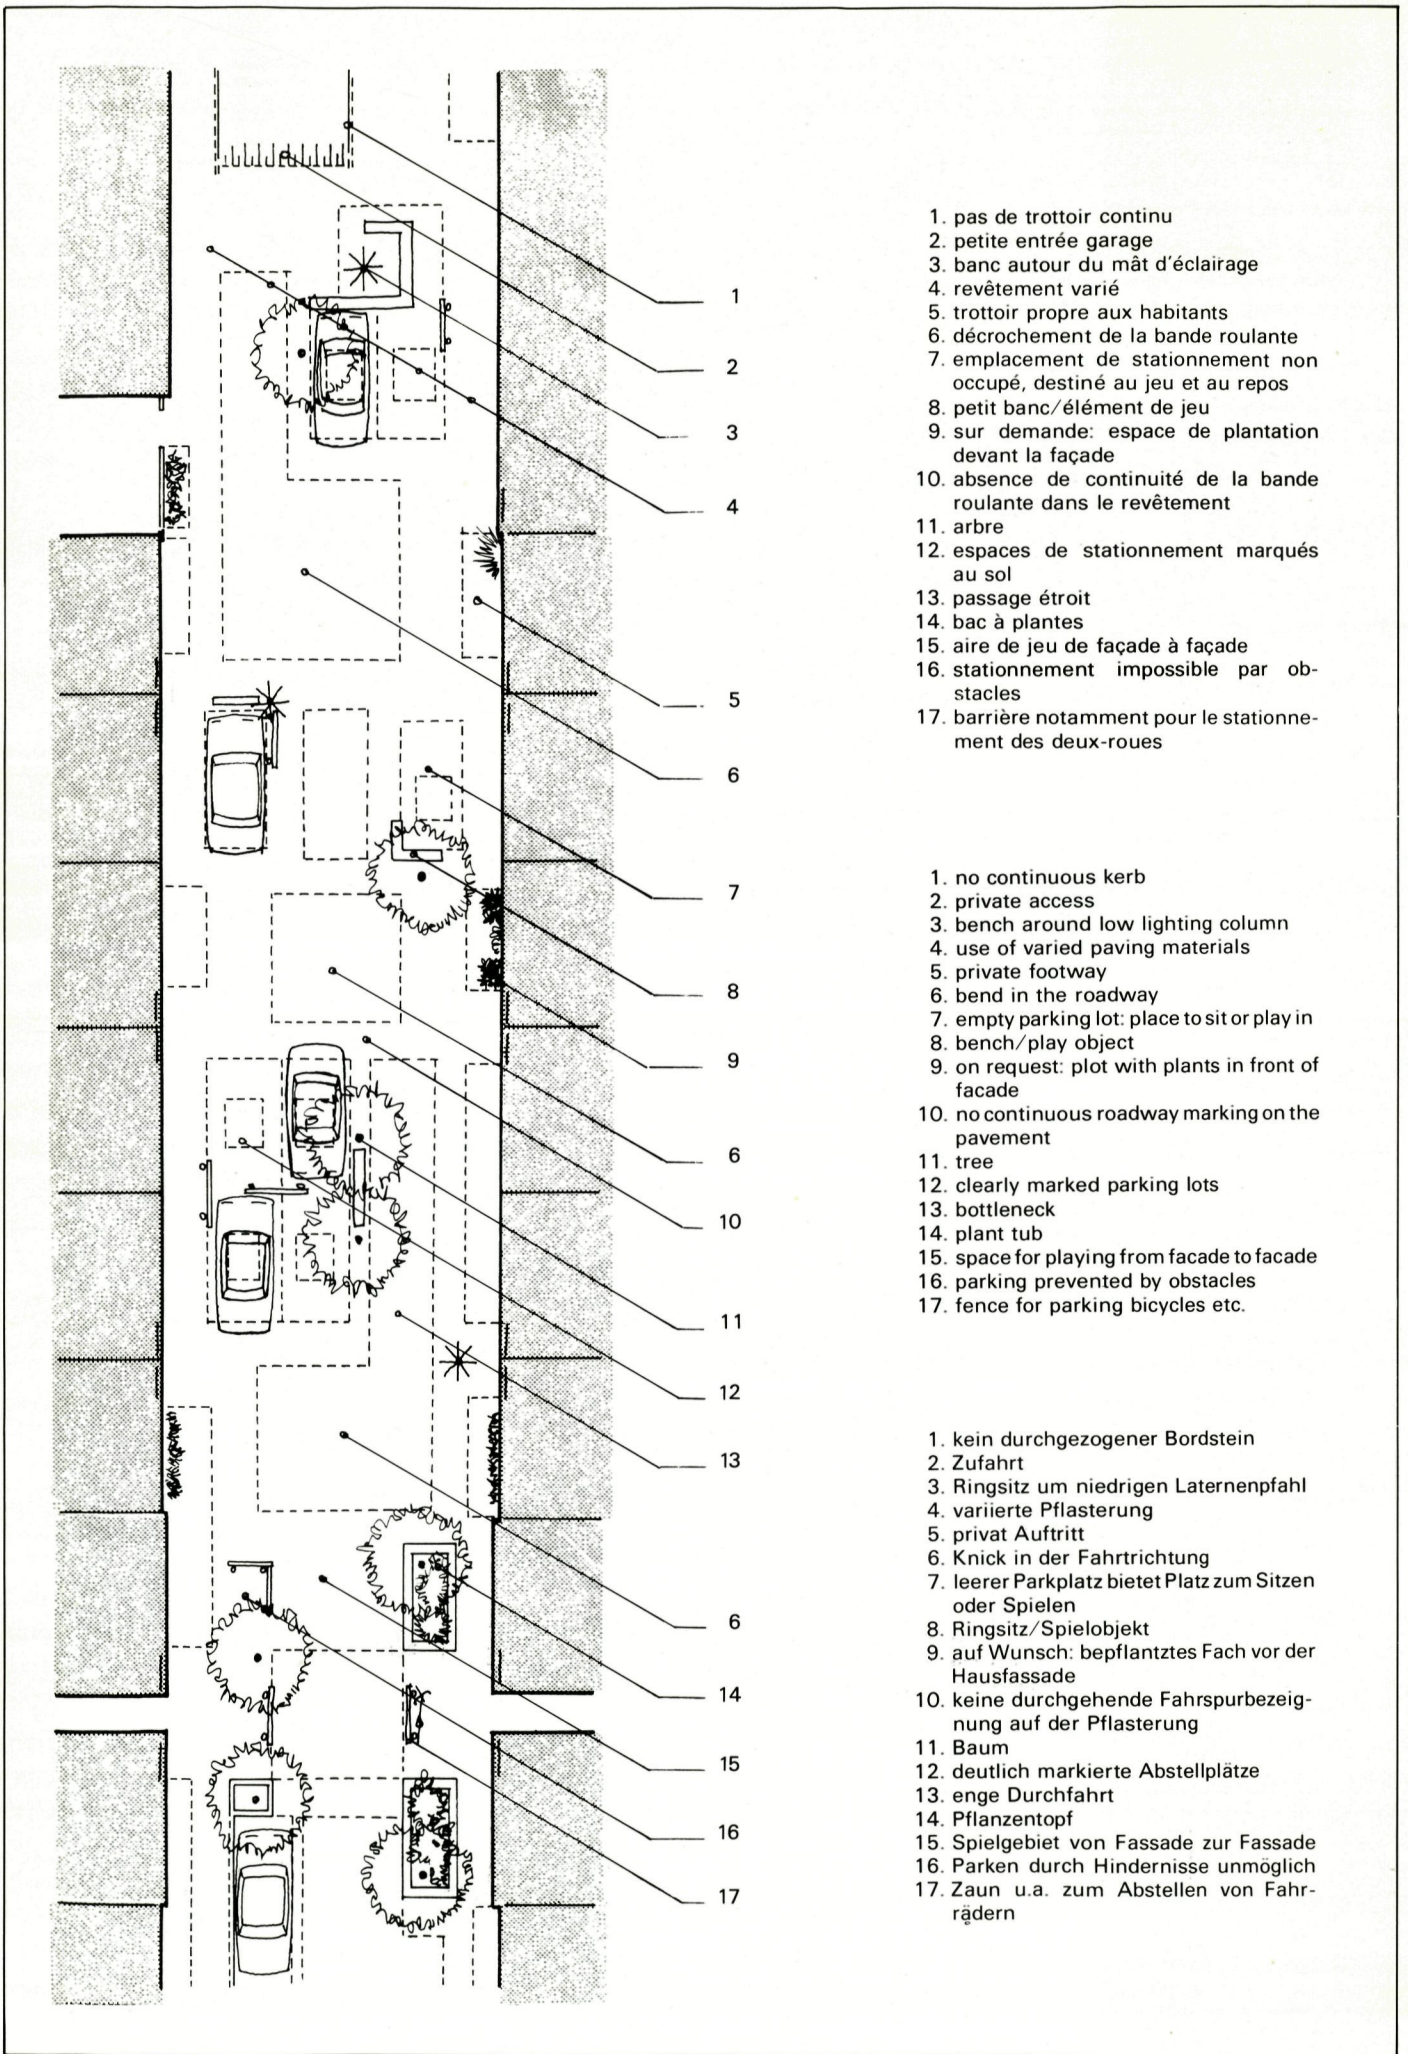 1
2
3
4
5
6
7
8
9
6
10
11
12
13
6
14
15
16
17
1. pas de trottoir continu
2. petite entrée garage
3. banc autour du mât d'éclairage
4. revêtement varié
5. trottoir propre aux habitants
6. décrochement de la bande roulante
7. emplacement de stationnement non
occupé, destiné au jeu et au repos
8. petit banc/élément de jeu
9. sur demande: espace de plantation
devant la façade
10. absence de continuité de la bande
roulante dans le revêtement
11. arbre
12. espaces de stationnement marqués
au sol
13. passage étroit
14. bac à plantes
15. aire de jeu de façade à façade
16. stationnement impossible par ob-
stacles
17. barrière notamment pour le stationne-
ment des deux-roues
1. no continuous kerb
2. private access
3. bench around low lighting column
4. use of varied paving materials
5. private footway
6. bend in the roadway
7. empty parking lot: place to sit or play in
8. bench/play object
9. on request: plot with plants in front of
facade
10. no continuous roadway marking on the
pavement
11. tree
12. clearly marked parking lots
13. bottleneck
14. plant tub
15. space for playing from facade to facade
16. parking prevented by obstacles
17. fence for parking bicycles etc.
1. kein durchgezogener Bordstein
2. Zufahrt
3. Ringsitz um niedrigen Laternenpfahl
4. variierte Pflasterung
5. privat Auftritt
6. Knick in der Fahrtrichtung
7. leerer Parkplatz bietet Platz zum Sitzen
oder Spielen
8. Ringsitz/Spielobjekt
9. auf Wunsch: bepflantztes Fach vor der
Hausfassade
10. keine durchgehende Fahrspurbezeig-
nung auf der Pflasterung
11. Baum
12. deutlich markierte Abstellplätze
13. enge Durchfahrt
14. Pflanzentopf
15. Spielgebiet von Fassade zur Fassade
16. Parken durch Hindernisse unmöglich
17. Zaun u.a. zum Abstellen von Fahr-
rädern